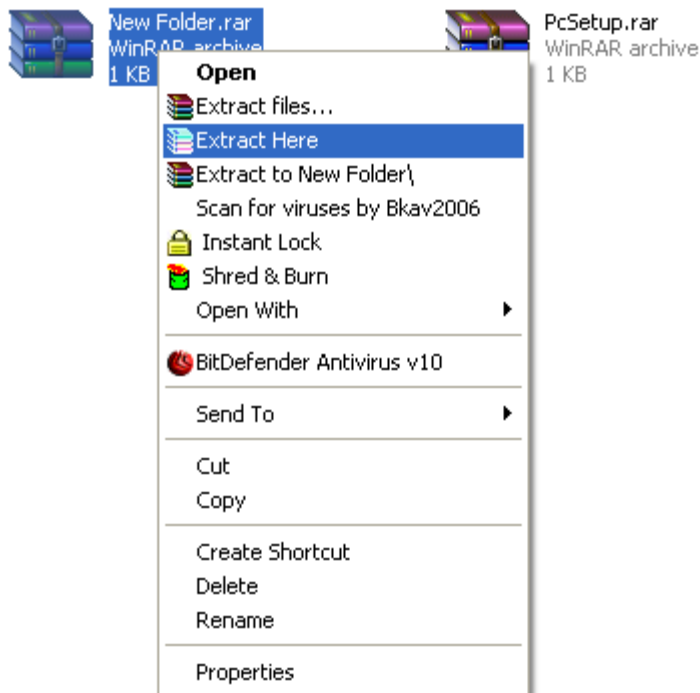 New Folder.rar
WinRAR archive
1 KB
PcSetup.rar
WinRAR archive
1 KB
Open
Extract files...
Extract Here
Extract to New Folder\
Scan for viruses by Bkav2006
Instant Lock
Shred & Burn
Open With
BitDefender Antivirus v10
Send To
Cut
Copy
Create Shortcut
Delete
Rename
Properties